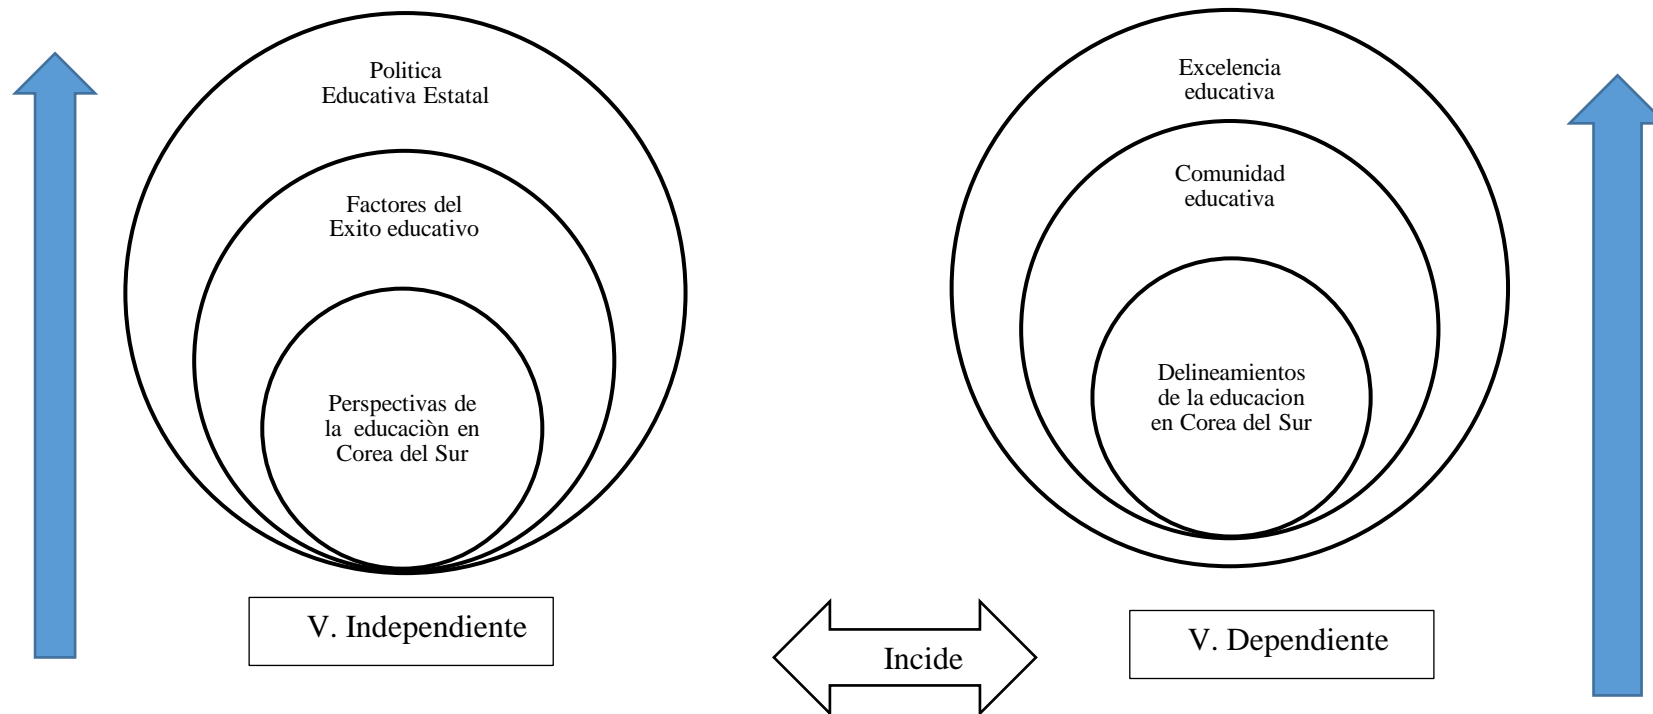 Politica
Educativa Estatal
Factores del
Exito educativo
Perspectivas de
la educaciòn en
Corea del Sur
V. Independiente
Excelencia
educativa
Comunidad
educativa
Delineamientos
de la educacion
en Corea del Sur
V. Dependiente
Incide